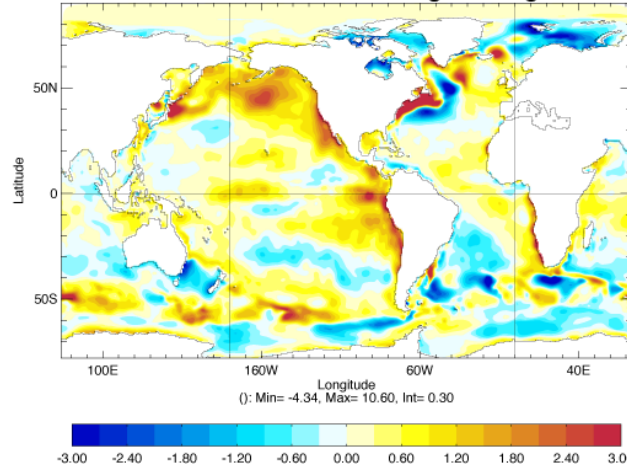 50N
0
50S
Latitude
100E 160W 60W 40E
Longitude
(): Min= -4.34, Max= 10.60, Int= 0.30
-3.00 -2.40 -1.80 -1.20 -0.60 0.00 0.60 1.20 1.80 2.40 3.00